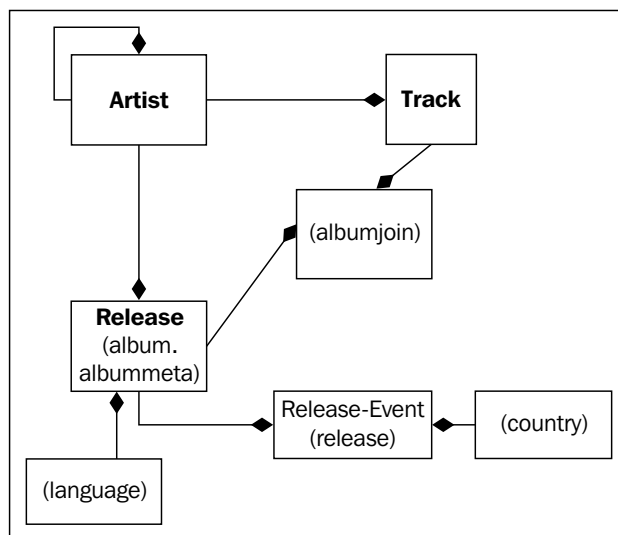 Artist
Track
(albumjoin)
Release
(album.
albummeta)
Release-Event
(release)
(country)
(language)